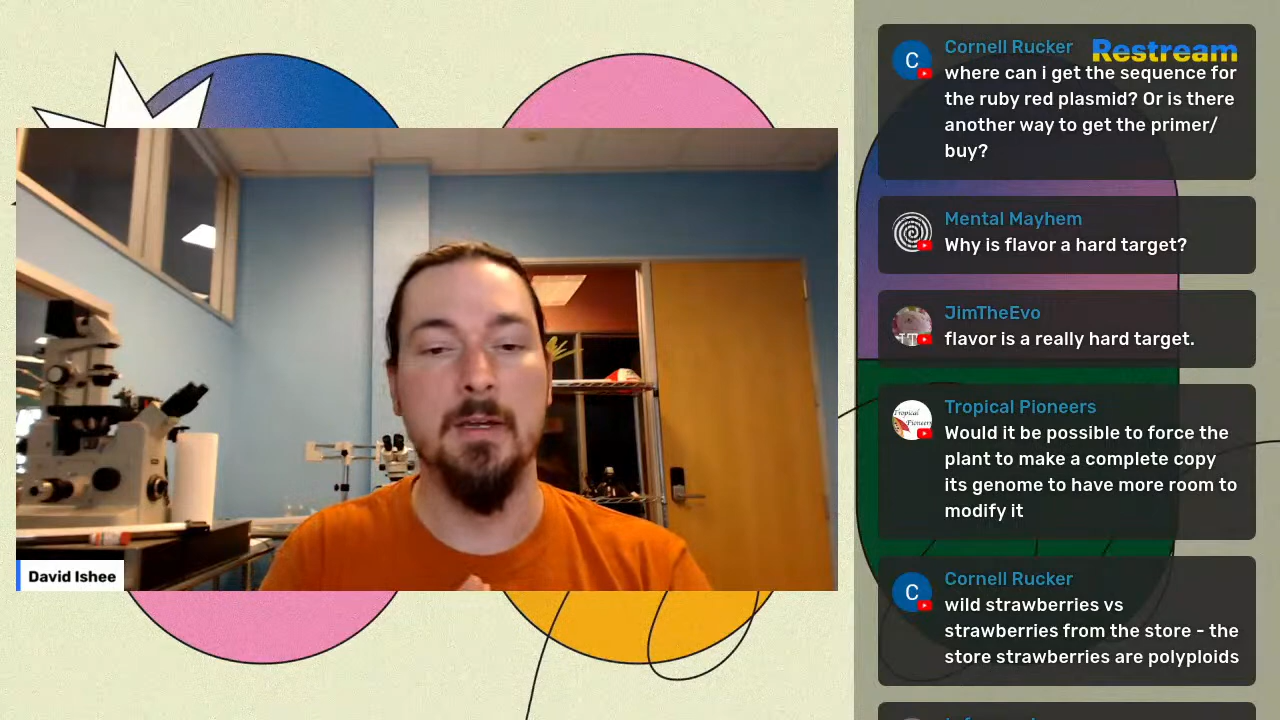 Cornell Rucker
Restream
where can i get the sequence for
the ruby red plasmid? Or is there
another way to get the primer/
buy?
Mental Mayhem
Why is flavor a hard target?
JimTheEvo
flavor is a really hard target.
Tropical Pioneers
Would it be possible to force the
plant to make a complete copy
its genome to have more room to
modify it
Cornell Rucker
wild strawberries vs
strawberries from the store - the
store strawberries are polyploids
David Ishee